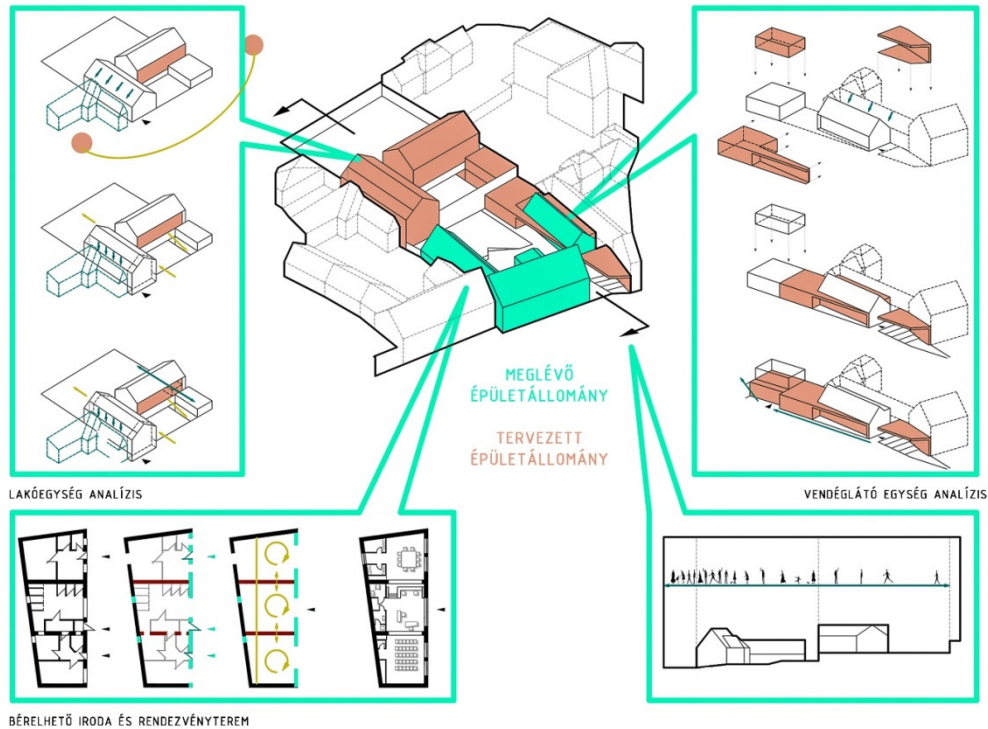 MEGLÉVŐ
ÉPÜLETÁLLOMÁNY
TERVEZETT
ÉPÜLETÁLLOMÁNY
LAKÓEGYSÉG ANALÍZIS
VENDÉGLÁTÓ EGYSÉG ANALÍZIS
BÉRELHETŐ IRODA ÉS RENDEZVÉNYTEREM